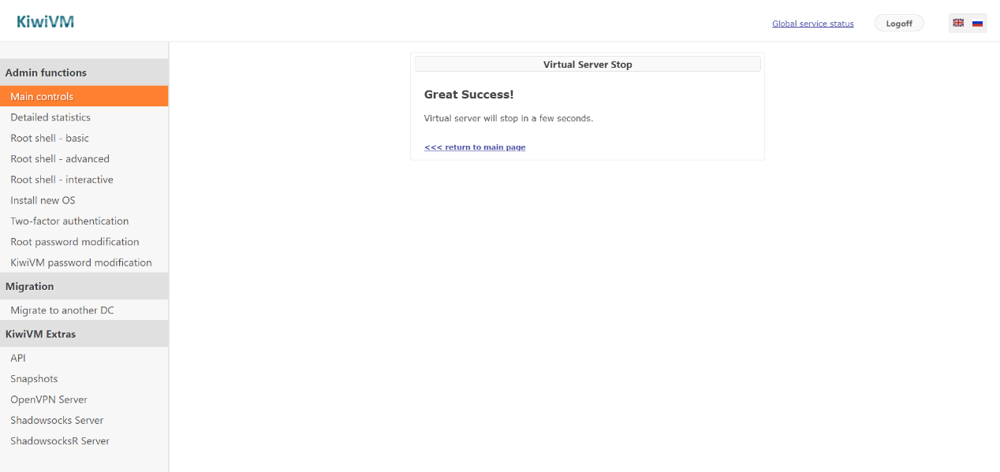 KiwiVM
Global service status
Logoff
Admin functions
Main controls
Detailed statistics
Root shell - basic
Root shell - advanced
Root shell - interactive
Install new OS
Two-factor authentication
Root password modification
KiwiVM password modification
Migration
Migrate to another DC
KiwiVM Extras
API
Snapshots
OpenVPN Server
Shadowsocks Server
ShadowsocksR Server
Virtual Server Stop
Great Success!
Virtual server will stop in a few seconds.
<<< return to main page